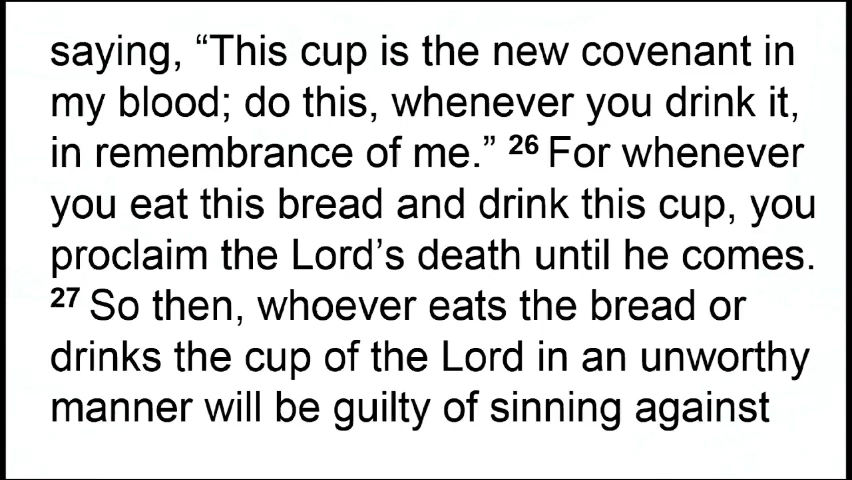 saying, “This cup is the new covenant in
my blood; do this, whenever you drink it,
in remembrance of me.” 26 For whenever
you eat this bread and drink this cup, you
proclaim the Lord’s death until he comes.
27 So then, whoever eats the bread or
drinks the cup of the Lord in an unworthy
manner will be guilty of sinning against